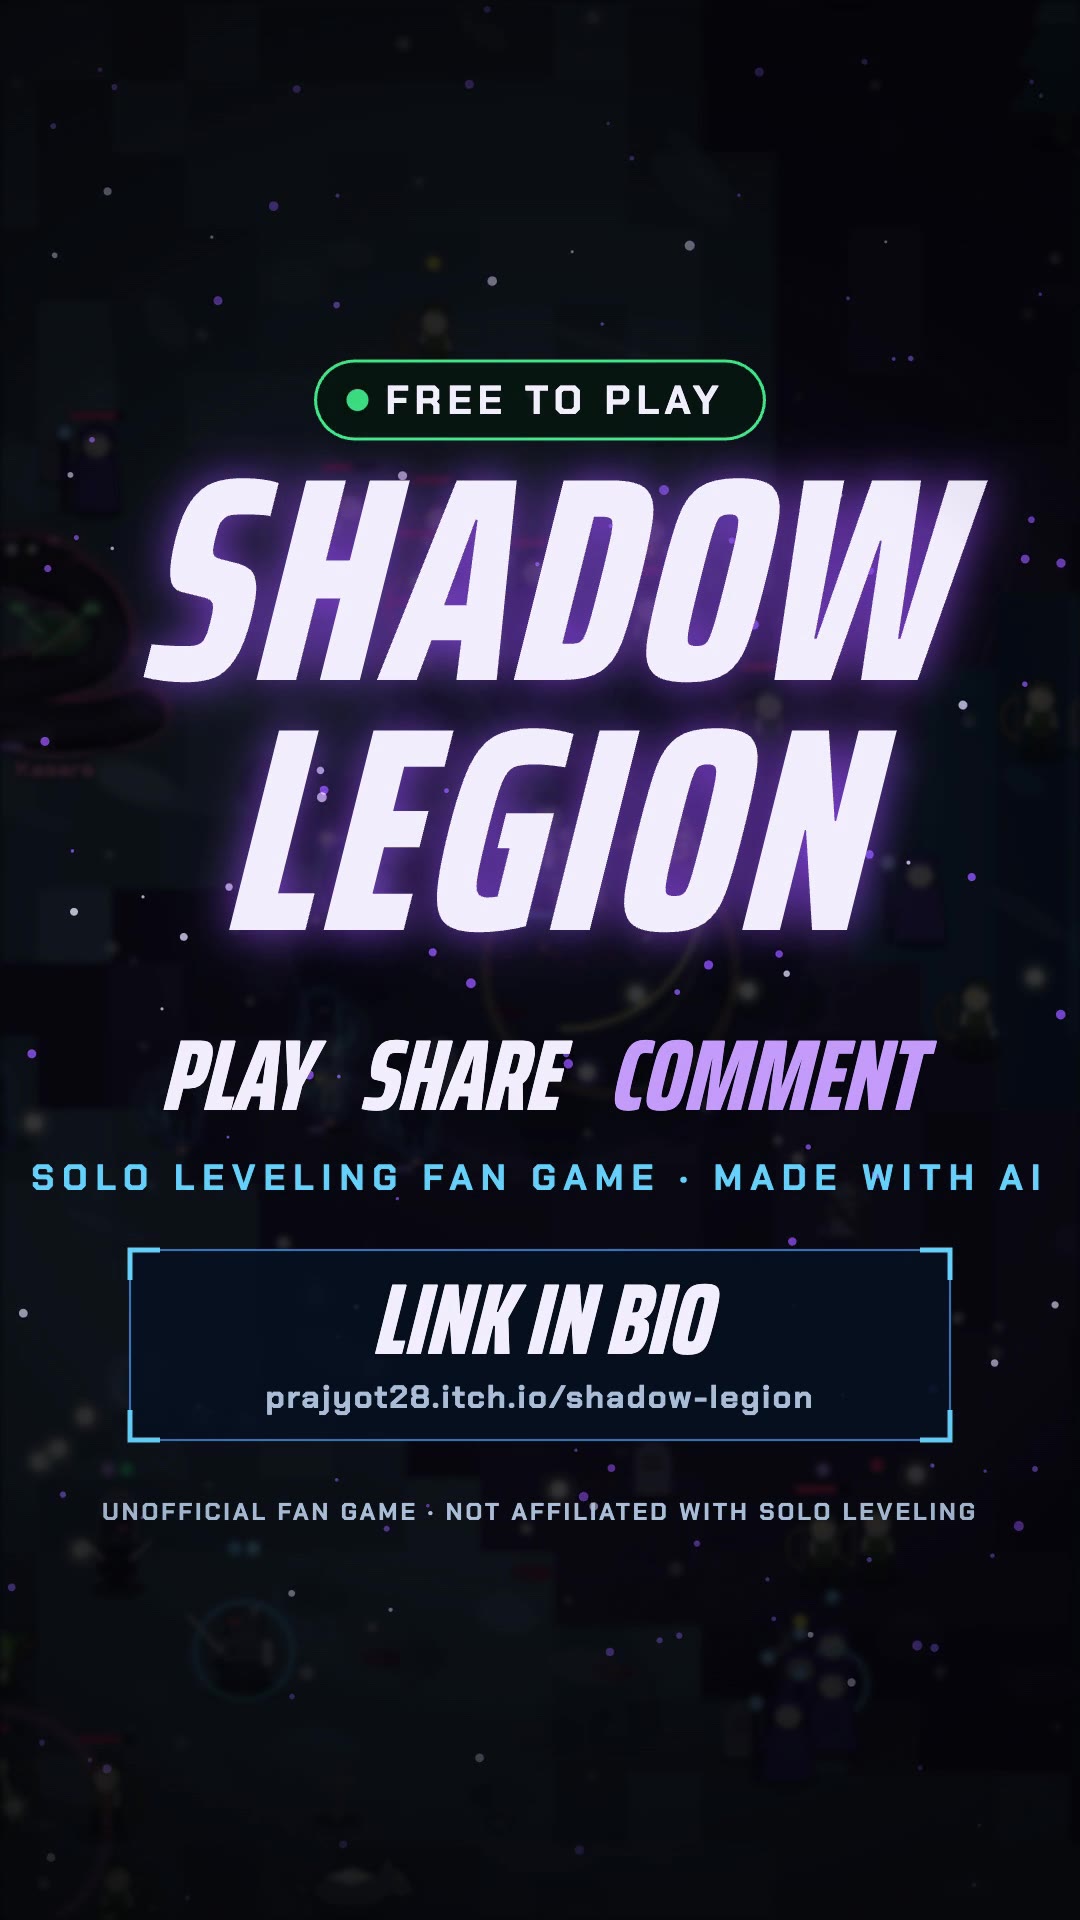 FREE TO PLAY
SHADOW
LEGION
PLAY SHARE COMMENT
SOLO LEVELING FAN GAME · MADE WITH AI
LINK IN BIO
prajyot28.itch.io/shadow-legion
UNOFFICIAL FAN GAME · NOT AFFILIATED WITH SOLO LEVELING